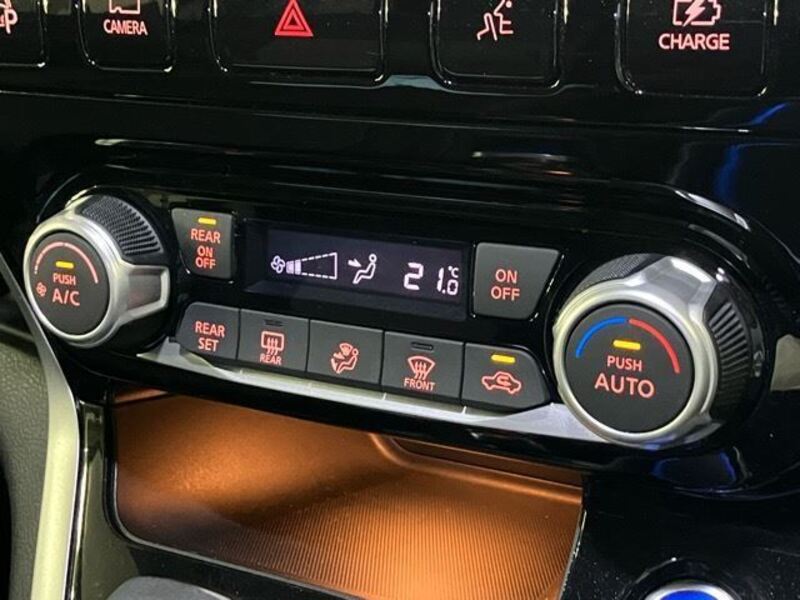 CAMERA
CHARGE
REAR
ON
OFF
PUSH
A/C
21.0
°C
ON
OFF
REAR
SET
REAR
FRONT
PUSH
AUTO